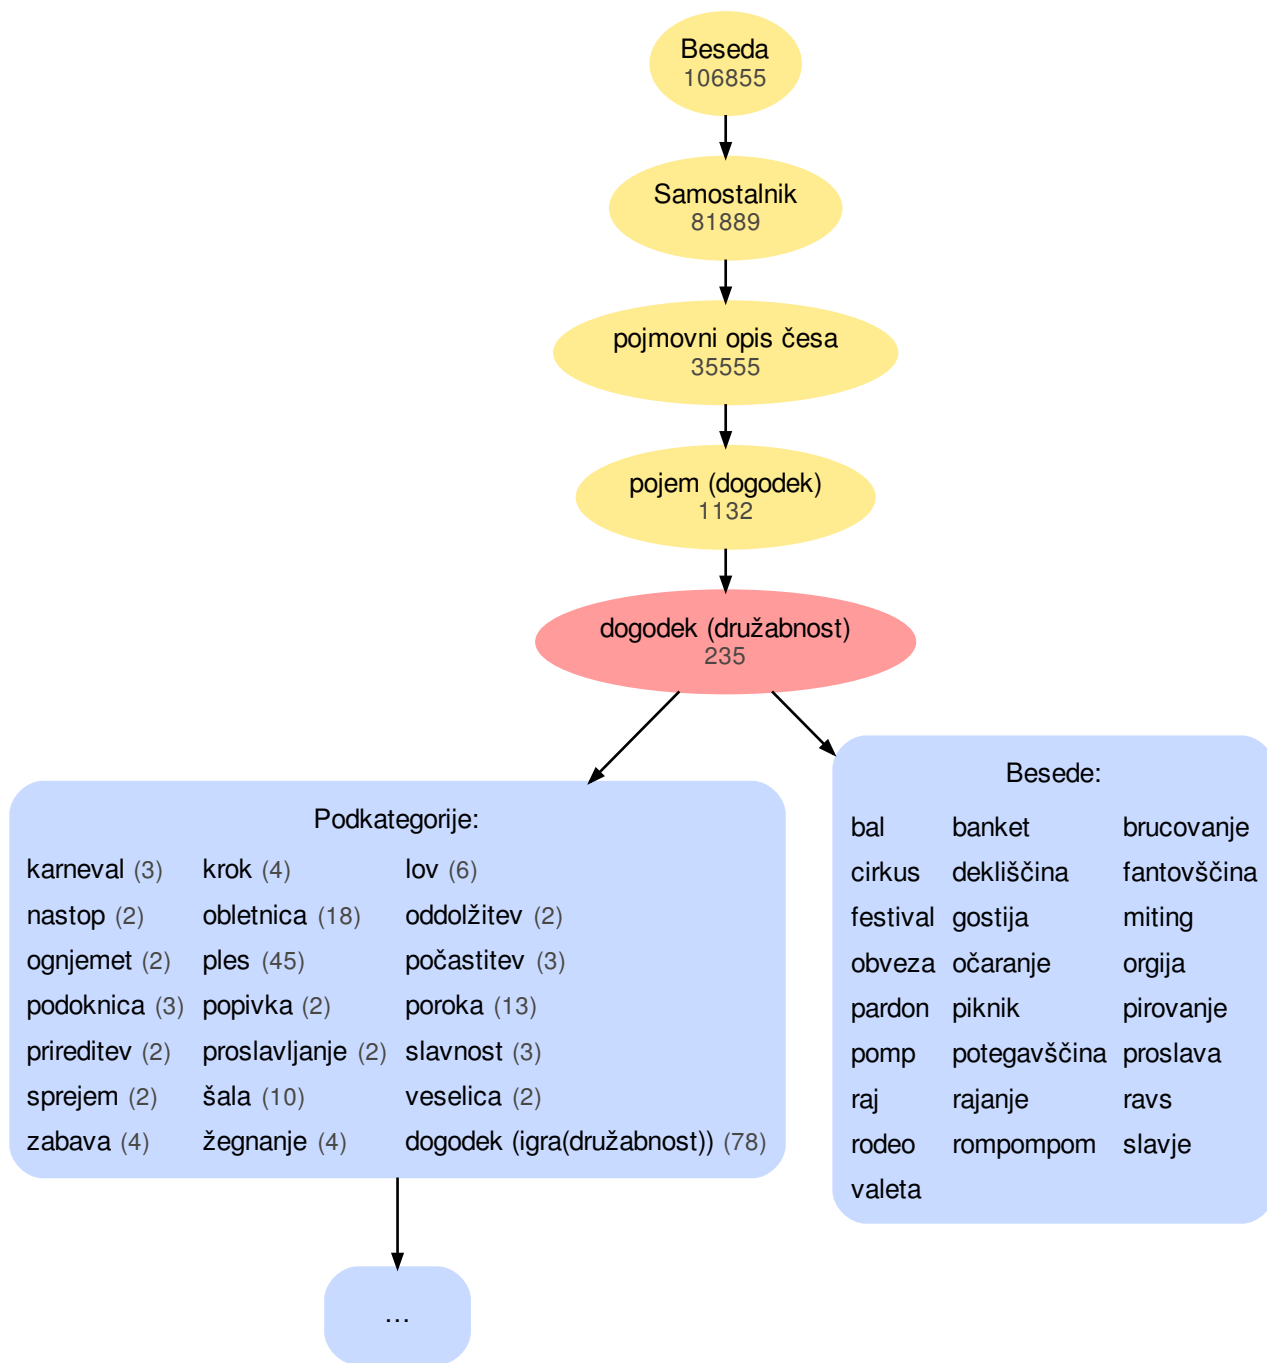 Beseda
106855
Samostalnik
81889
pojmovni opis česa
35555
pojem (dogodek)
1132
dogodek (družabnost)
235
Podkategorije:
karneval (3) krok (4) lov (6)
nastop (2) obletnica (18) oddolžitev (2)
ognjemet (2) ples (45) počastitev (3)
podoknica (3) popivka (2) poroka (13)
prireditev (2) proslavljanje (2) slavnost (3)
sprejem (2) šala (10) veselica (2)
zabava (4) žegnanje (4) dogodek (igra(družabnost)) (78)
...
Besede:
bal banket brucovanje
cirkus dekliščina fantovščina
festival gostija miting
obveza očaranje orgija
pardon piknik pirovanje
pomp potegavščina proslava
raj rajanje ravs
rodeo rompompom slavje
valeta